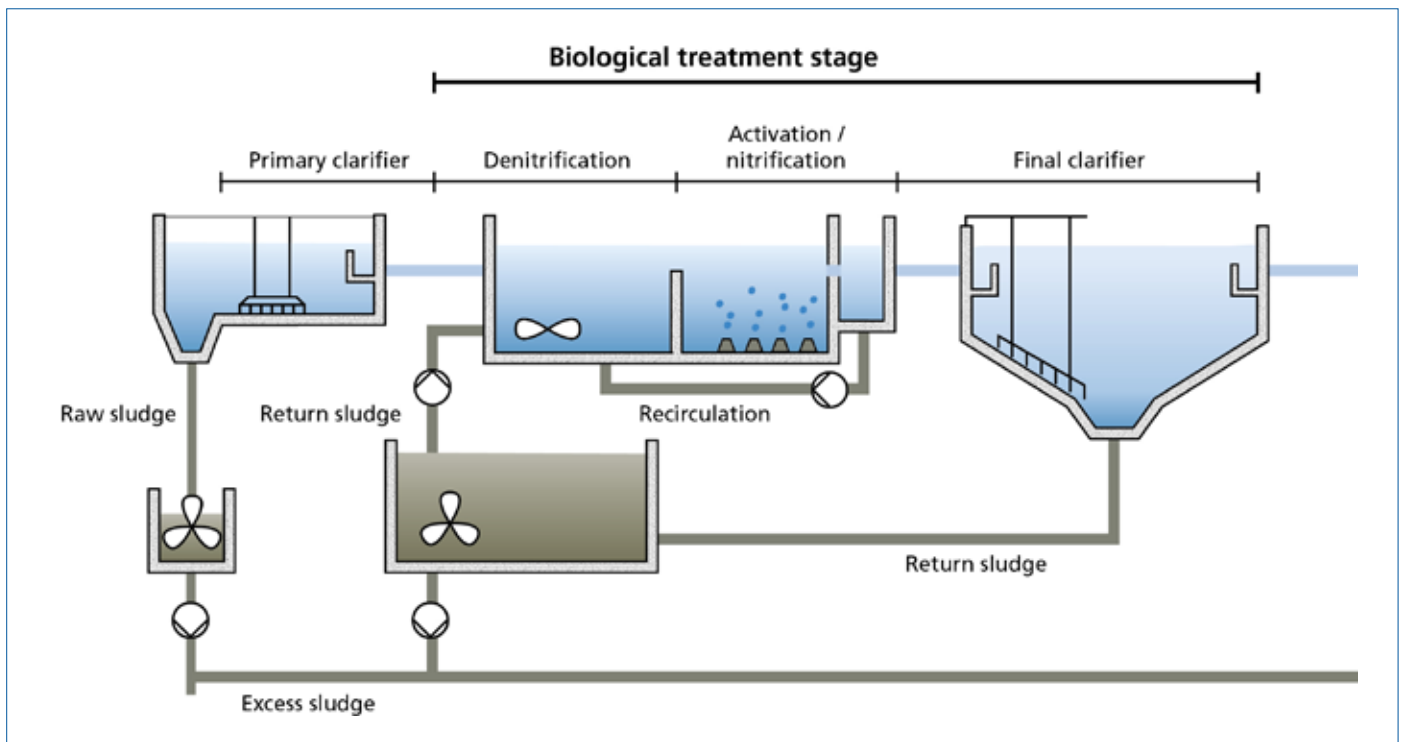 Biological treatment stage
Activation /
nitrification
Primary clarifier
Denitrification
Final clarifier
Raw sludge
Return sludge
Recirculation
Return sludge
Excess sludge